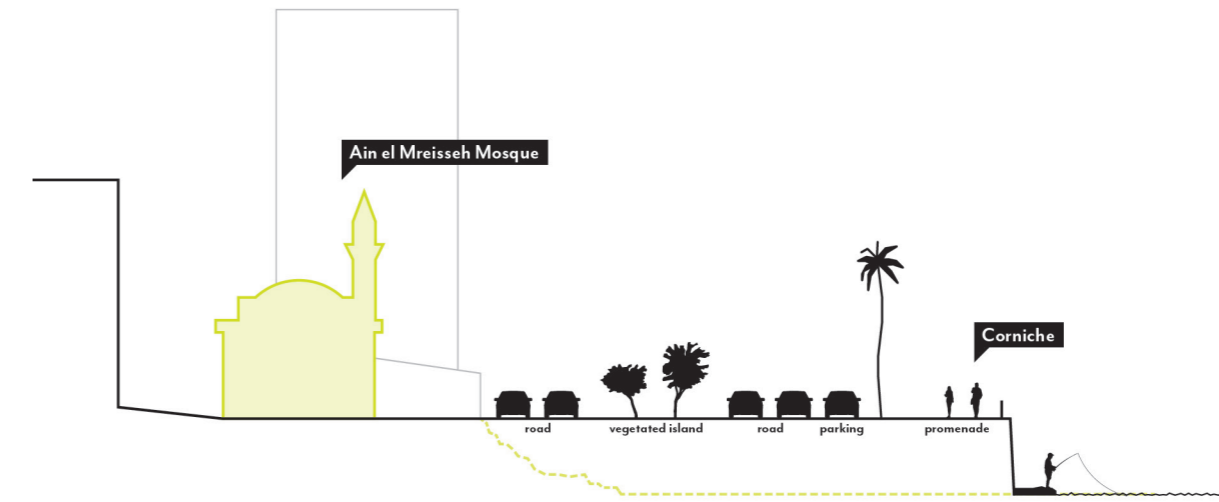 Ain el Mreisseh Mosque
Corniche
road
vegetated island
road
parking
promenade